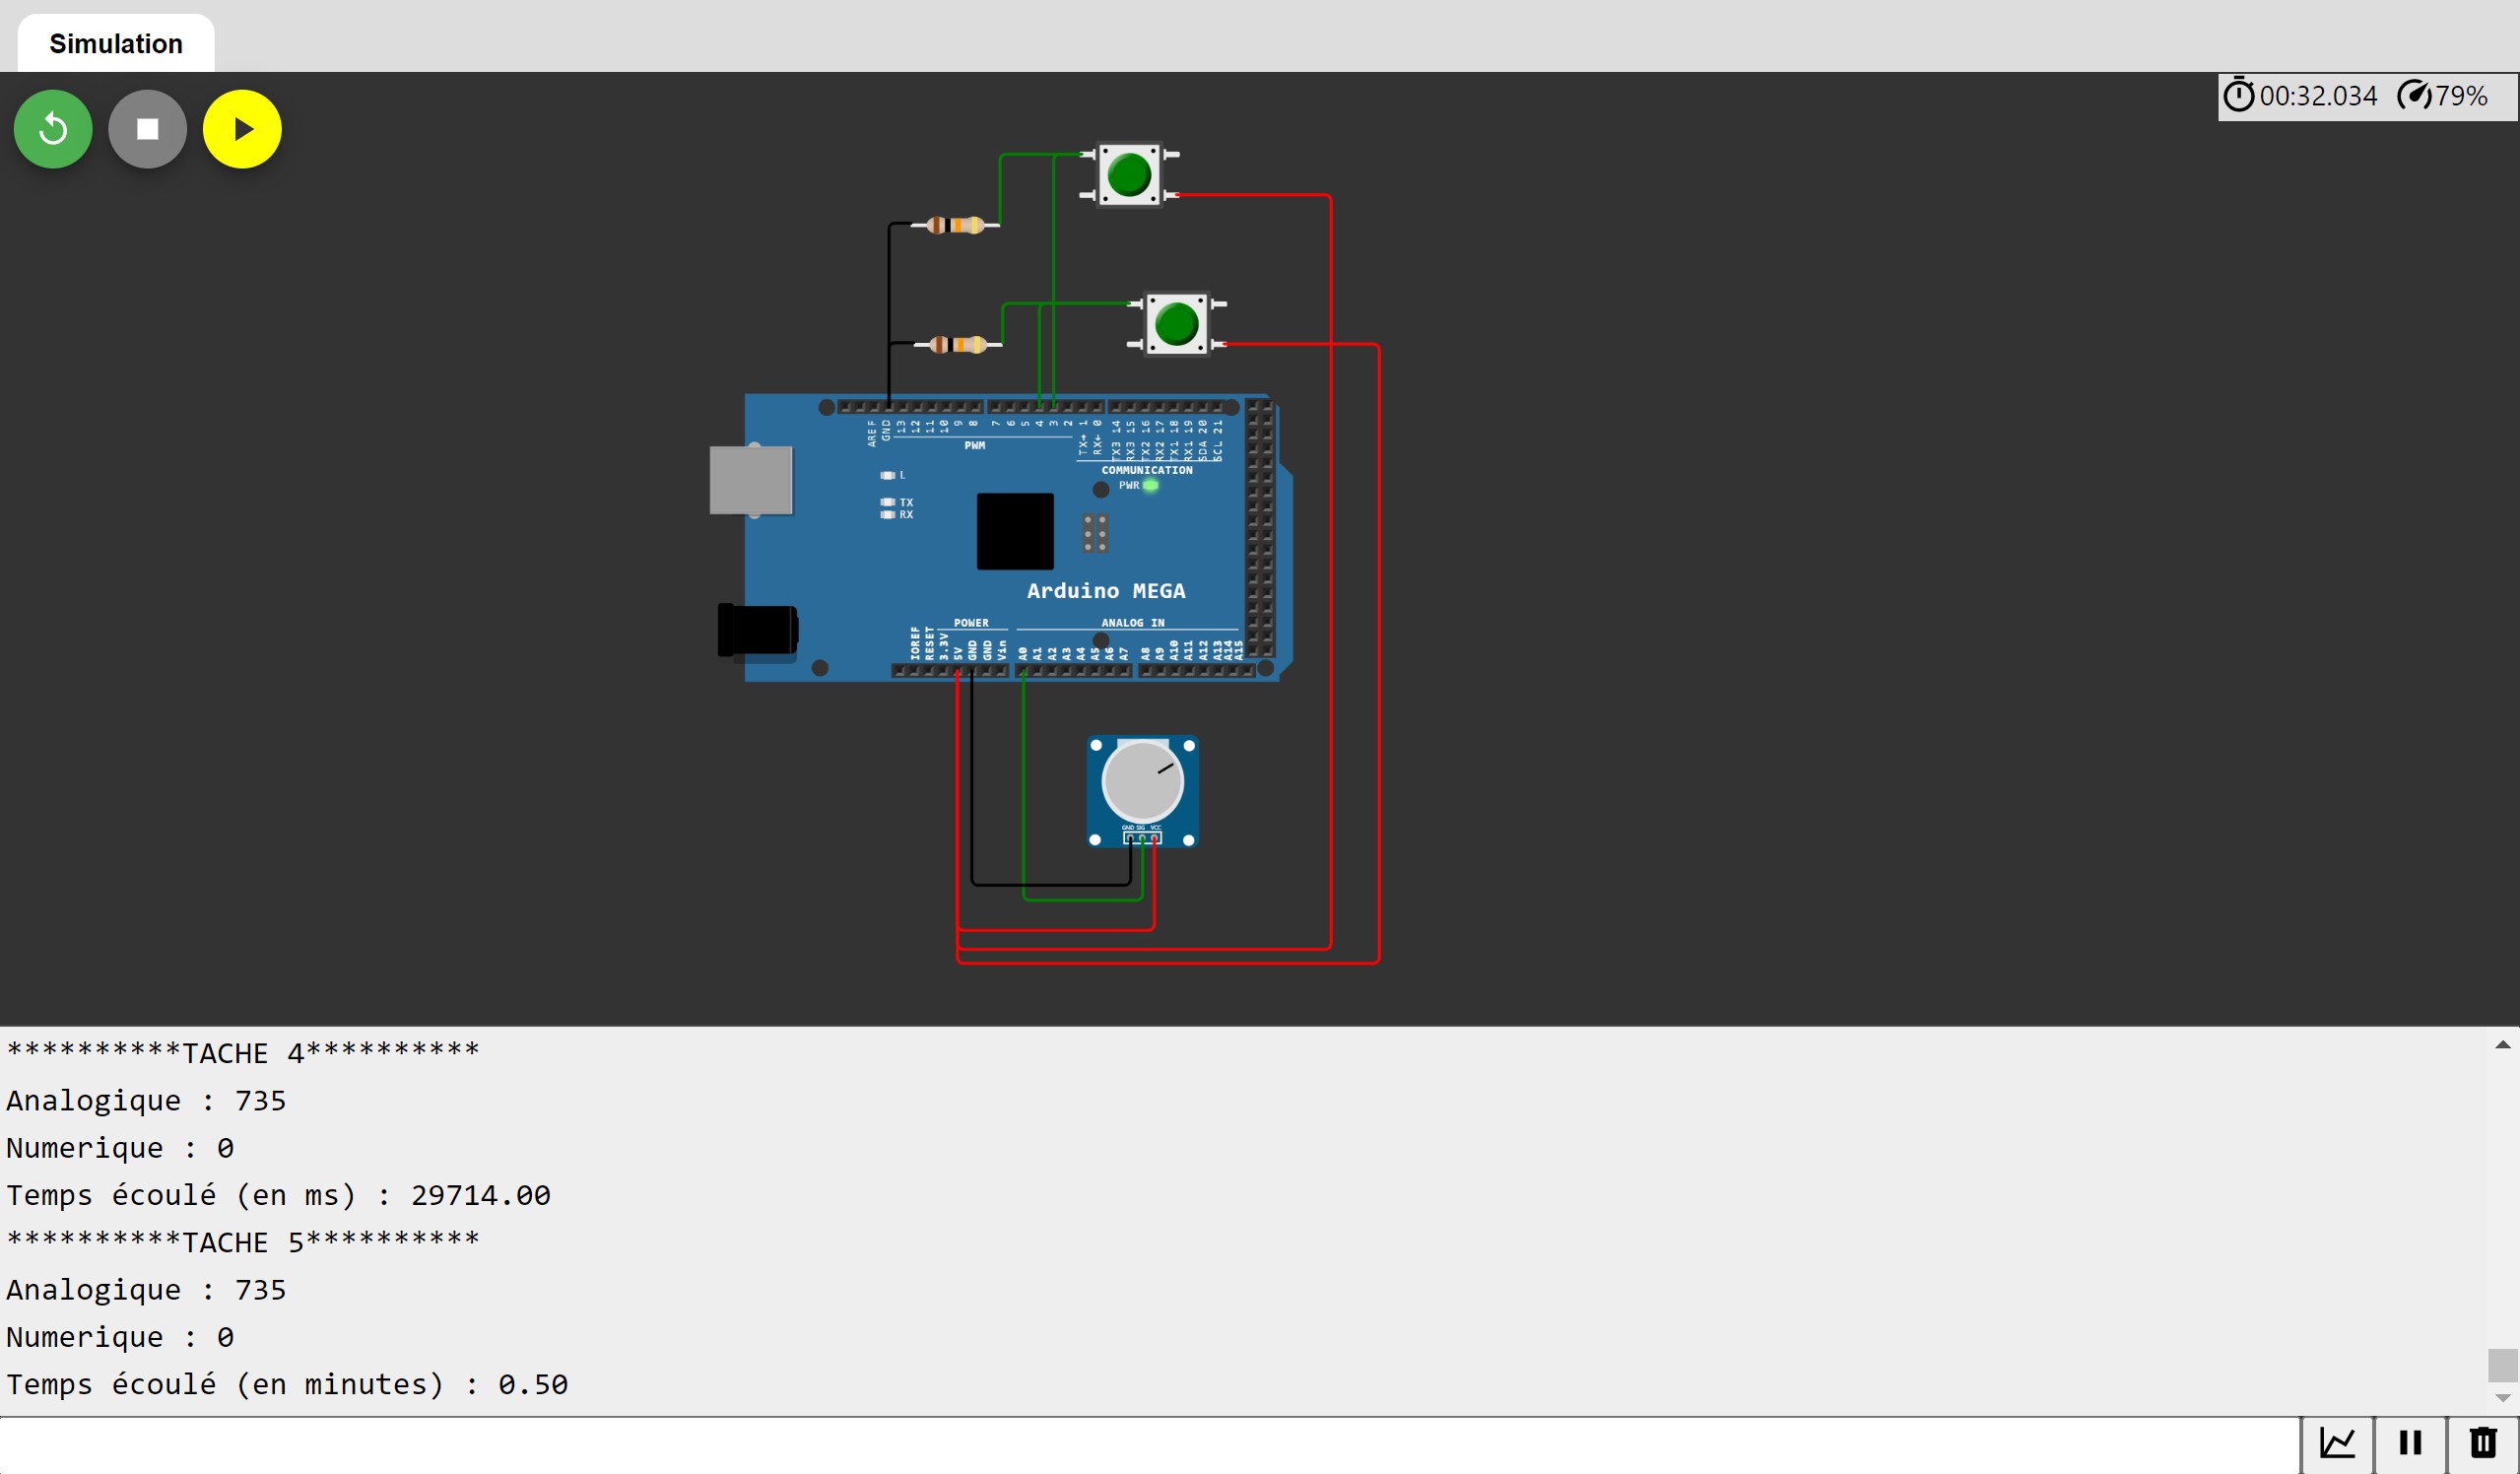 Simulation
00:32.034 79%
AREF GND 13 12 11 10 9 8 7 6 5 4 3 2 TX→1 RX←0 TX3 14 RX3 15 TX2 16 RX2 17 TX1 18 RX1 19 SDA 20 SCL 21
PWM
COMMUNICATION
L
PWR
TX
RX
Arduino MEGA
POWER ANALOG IN
IOREF RESET 3.3V 5V GND GND Vin A0 A1 A2 A3 A4 A5 A6 A7 A8 A9 A10 A11 A12 A13 A14 A15
GND SIG VCC
**********TACHE 4**********
Analogique : 735
Numerique : 0
Temps écoulé (en ms) : 29714.00
**********TACHE 5**********
Analogique : 735
Numerique : 0
Temps écoulé (en minutes) : 0.50